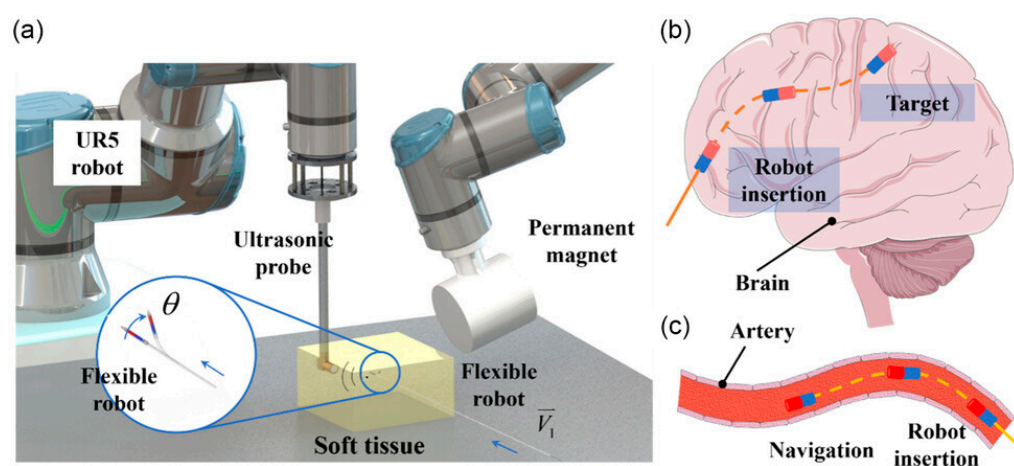 (a)
UR5
robot
Ultrasonic
probe
Permanent
magnet
θ
Flexible
robot
Flexible
robot
V₁
Soft tissue
(b)
Target
Robot
insertion
Brain
(c)
Artery
Navigation
Robot
insertion